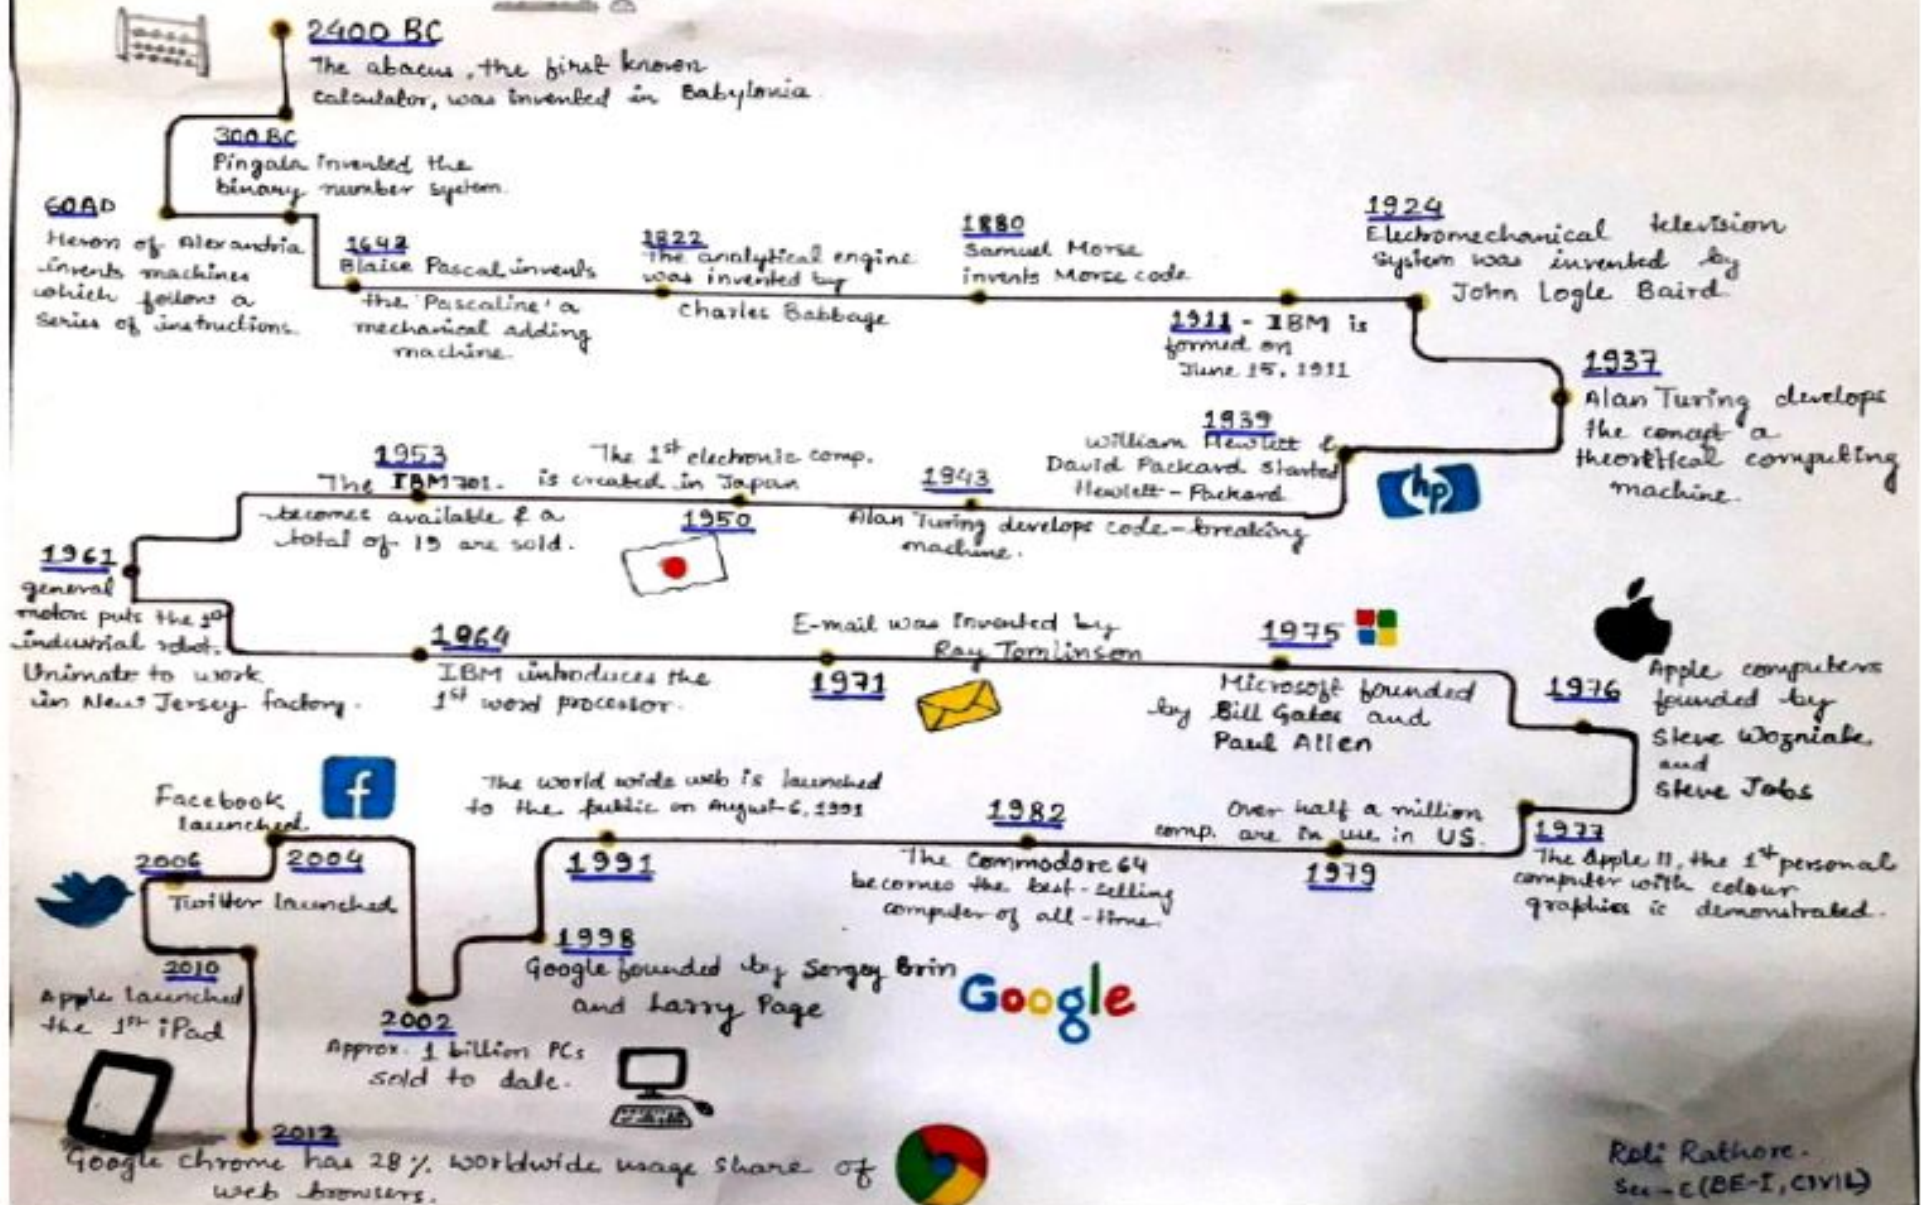 2400 BC
The abacus, the first known
calculator, was invented in Babylonia.
300 BC
Pingala invented the
binary number system.
60AD
Heron of Alexandria
invents machines
which follow a
series of instructions.
1642
Blaise Pascal invents
the 'Pascaline' a
mechanical adding
machine.
1822
The analytical engine
was invented by
Charles Babbage
1880
Samuel Morse
invents Morse code
1911 - IBM is
formed on
June 15, 1911
1924
Electromechanical television
system was invented by
John Logie Baird
1937
Alan Turing develops
the concept a
theoretical computing
machine.
1939
William Hewlett &
David Packard started
Hewlett-Packard
hp
1943
Alan Turing develops code-breaking
machine.
The 1st electronic comp.
is created in Japan
1950
1953
The IBM 701.
becomes available & a
total of 19 are sold.
1961
general
motors puts the 1st
industrial robot.
Unimate to work
in New Jersey factory.
1964
IBM introduces the
1st word processor.
E-mail was invented by
Ray Tomlinson
1971
1975
Microsoft founded
by Bill Gates and
Paul Allen
1976
Apple computers
founded by
Steve Wozniak
and
Steve Jobs
1977
The Apple II, the 1st personal
computer with colour
graphics is demonstrated.
Over half a million
comp. are in use in US.
1979
1982
The Commodore 64
becomes the best-selling
computer of all-time.
The world wide web is launched
to the public on August 6, 1991
1991
1998
Google founded by Sergey Brin
and Larry Page
Google
2002
Approx. 1 billion PCs
sold to date.
Facebook
launched
f
2004
2006
Twitter launched
2010
Apple launched
the 1st iPad
2012
Google chrome has 28% worldwide usage share of
web browsers.
Roli Rathore.
Sec-C (BE-I, CIVIL)